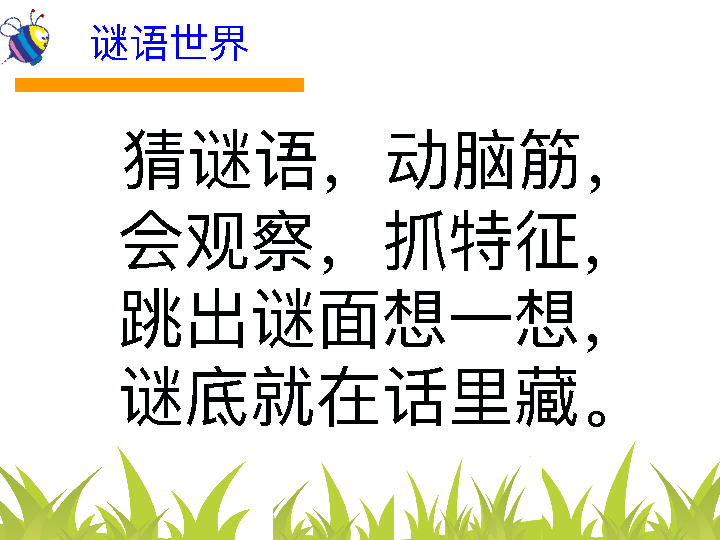 谜语世界
猜谜语，动脑筋，
会观察，抓特征，
跳出谜面想一想，
谜底就在话里藏。